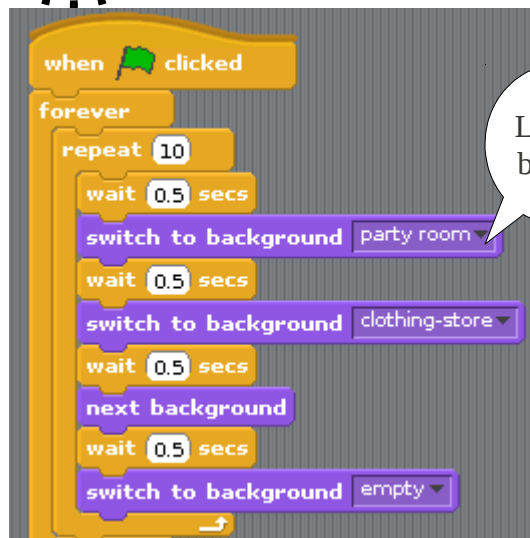 when clicked
forever
repeat 10
wait 0.5 secs
switch to background party room
wait 0.5 secs
switch to background clothing-store
wait 0.5 secs
next background
wait 0.5 secs
switch to background empty